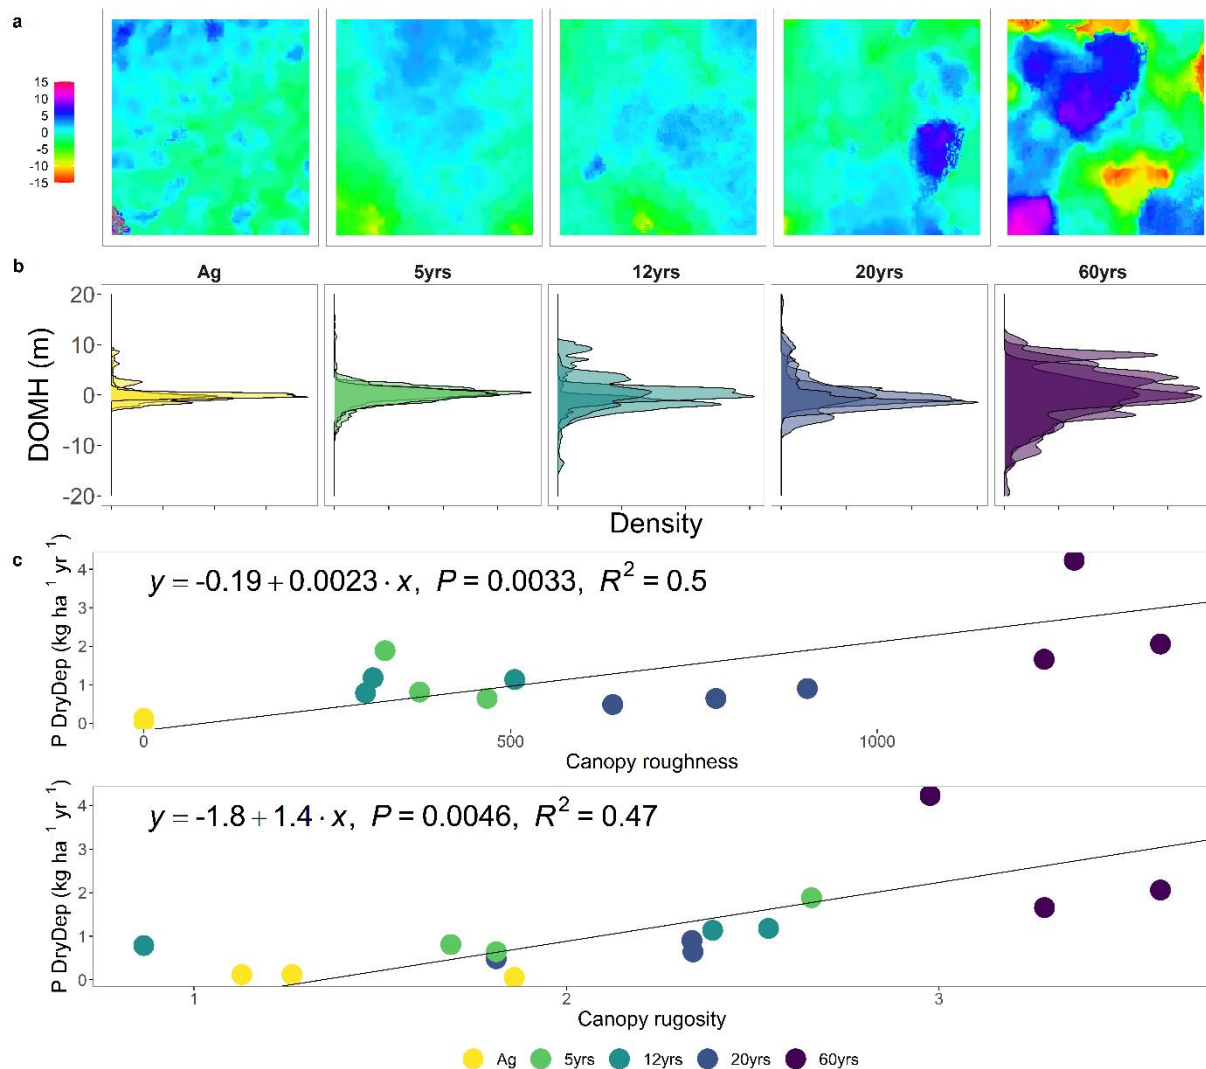 a
15
10
5
0
-5
-10
-15
b
Ag 5yrs 12yrs 20yrs 60yrs
20
10
0
-10
-20
DOMH (m)
Density
c
y = -0.19 + 0.0023 · x, P = 0.0033, R² = 0.5
4
3
2
1
0
P DryDep (kg ha⁻¹ yr⁻¹)
0 500 1000
Canopy roughness
y = -1.8 + 1.4 · x, P = 0.0046, R² = 0.47
4
3
2
1
0
P DryDep (kg ha⁻¹ yr⁻¹)
1 2 3
Canopy rugosity
Ag 5yrs 12yrs 20yrs 60yrs